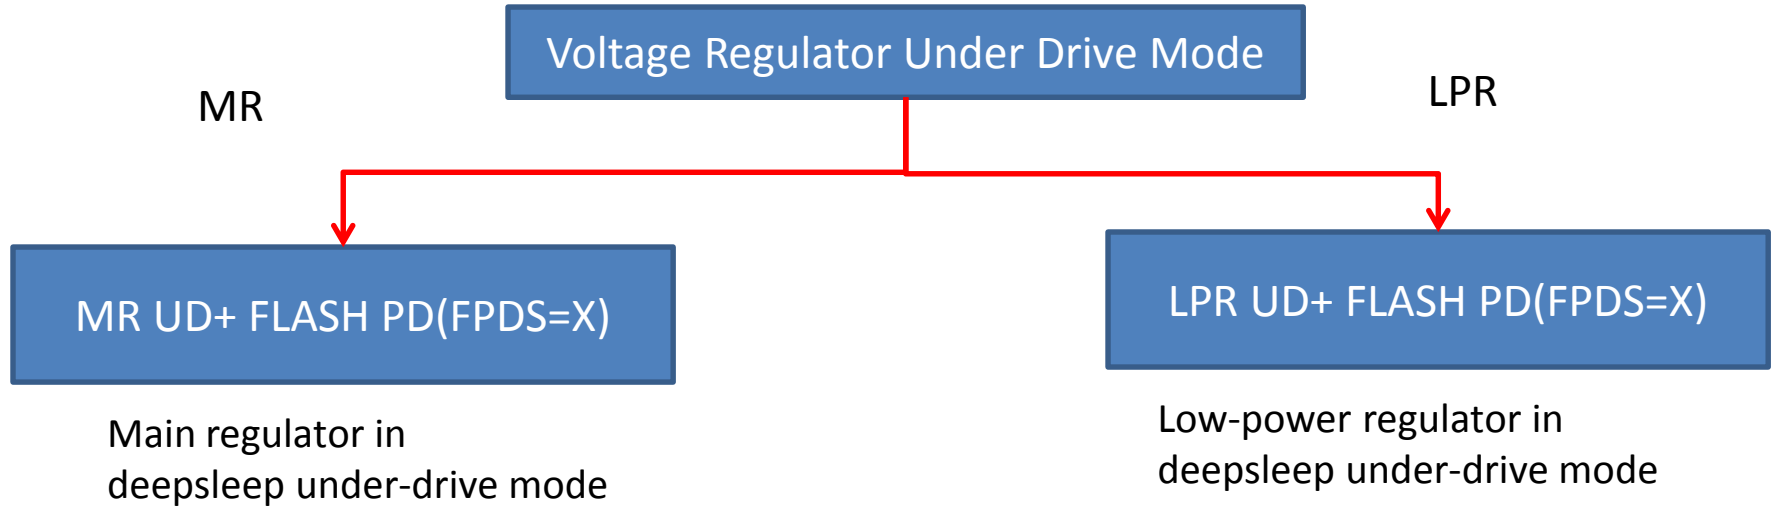 Voltage Regulator Under Drive Mode
MR
LPR
MR UD+ FLASH PD(FPDS=X)
LPR UD+ FLASH PD(FPDS=X)
Main regulator in
deepsleep under-drive mode
Low-power regulator in
deepsleep under-drive mode